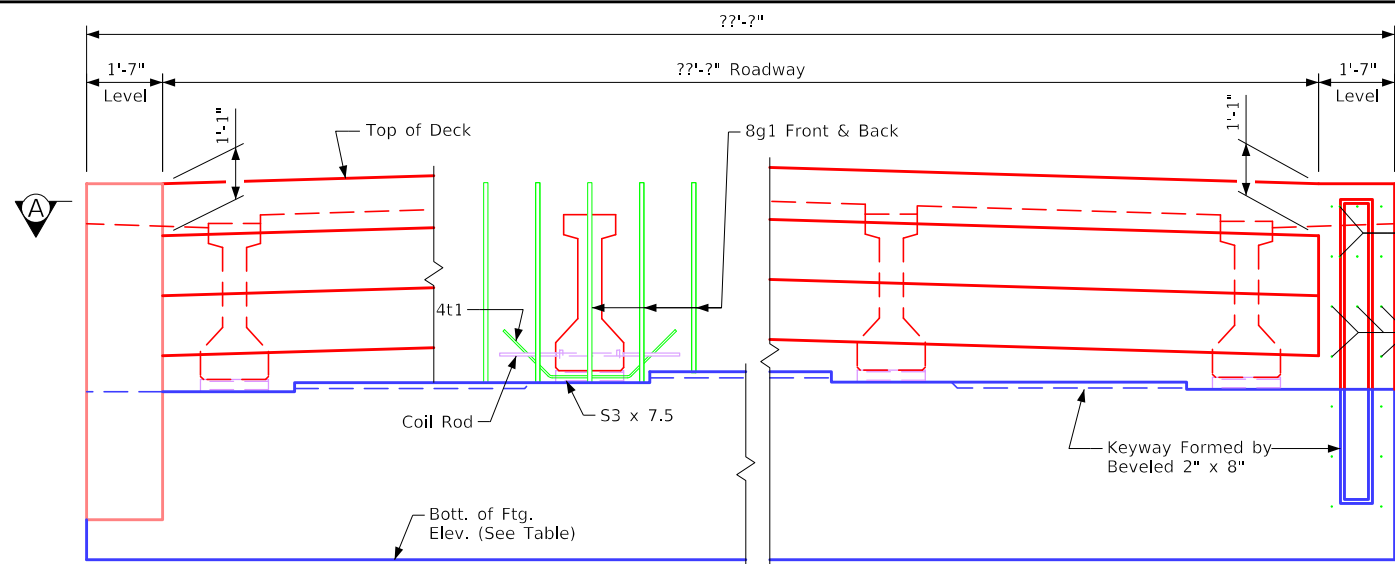 ??'-?"
1'-7"
Level
??'-?" Roadway
1'-7"
Level
1'-1"
Top of Deck
8g1 Front & Back
1'-1"
A
4t1
Coil Rod
S3 x 7.5
Keyway Formed by
Beveled 2" x 8"
Bott. of Ftg.
Elev. (See Table)